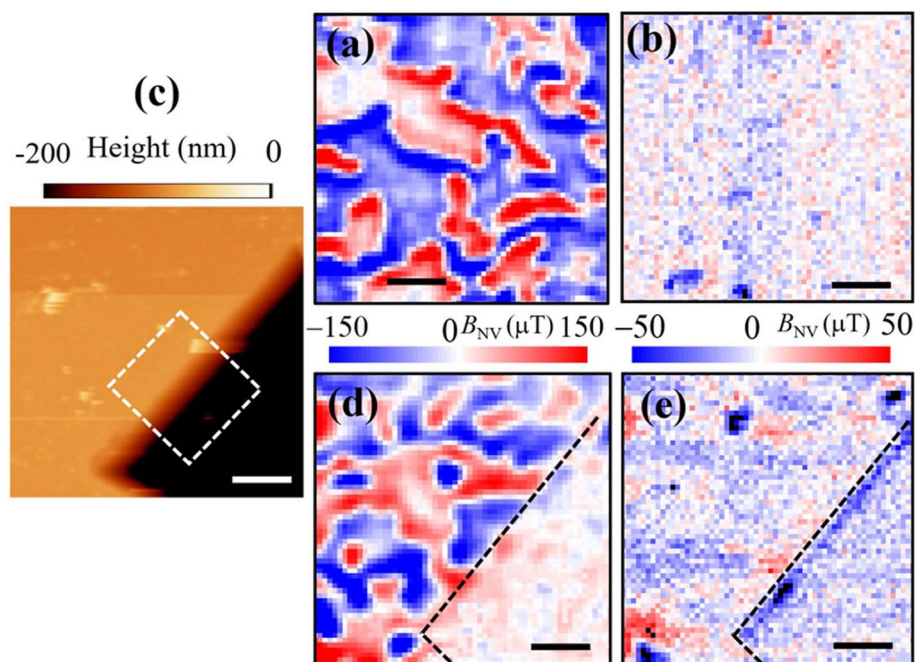 (a)
(b)
(c)
-200 Height (nm) 0
−150 0 B_NV (μT) 150
−50 0 B_NV (μT) 50
(d)
(e)